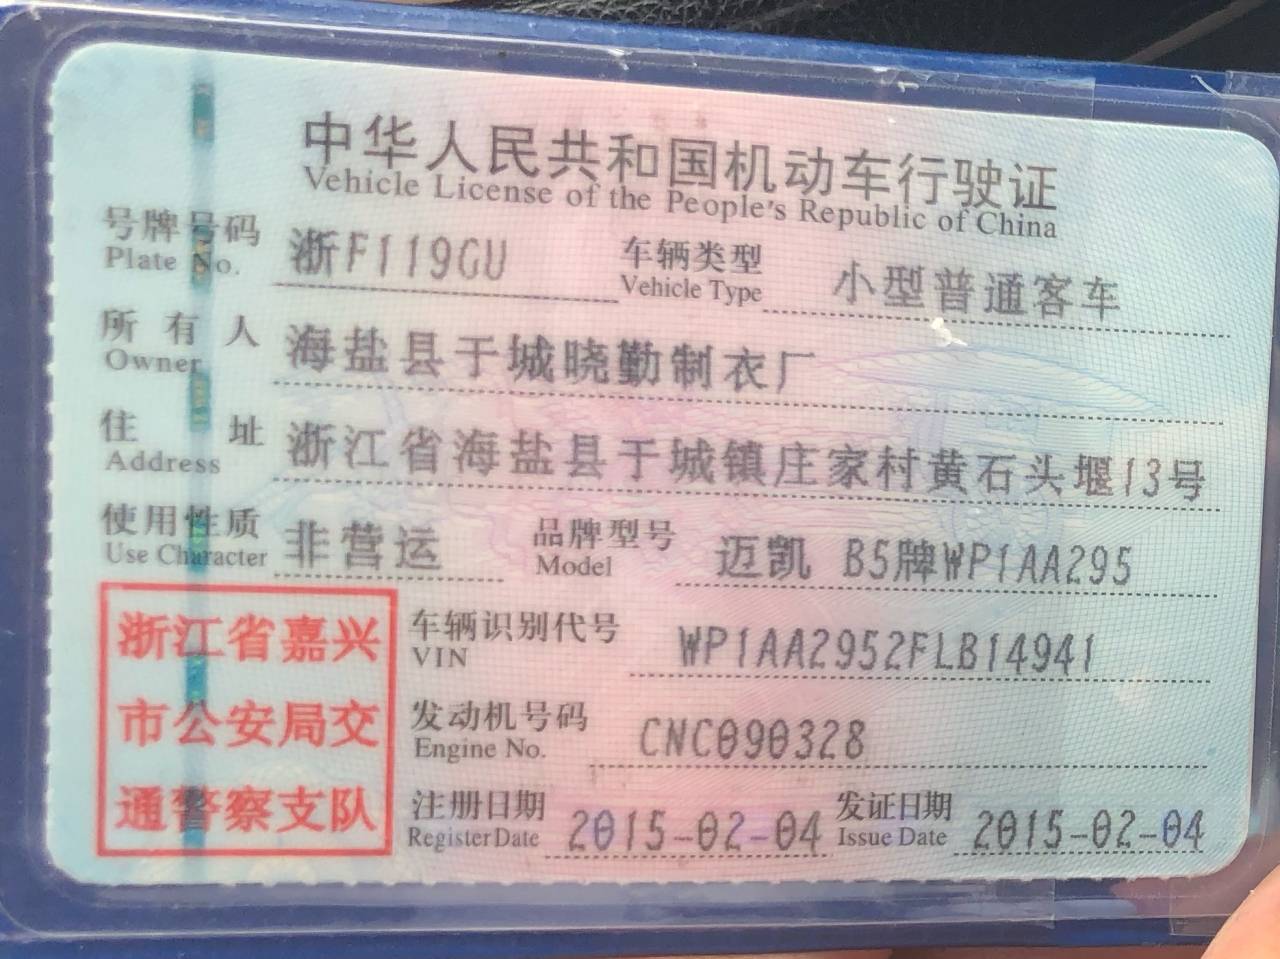 中华人民共和国机动车行驶证
Vehicle License of the People's Republic of China
号牌号码 浙F119GU 车辆类型 小型普通客车
Plate No. Vehicle Type
所有人 海盐县于城晓勤制衣厂
Owner
住址 浙江省海盐县于城镇庄家村黄石头堰13号
Address
使用性质 非营运 品牌型号 迈凯 B5牌WP1AA295
Use Character Model
浙江省嘉兴
市公安局交
通警察支队
车辆识别代号 WP1AA2952FLB14941
VIN
发动机号码 CNC090328
Engine No.
注册日期 2015-02-04 发证日期 2015-02-04
Register Date Issue Date